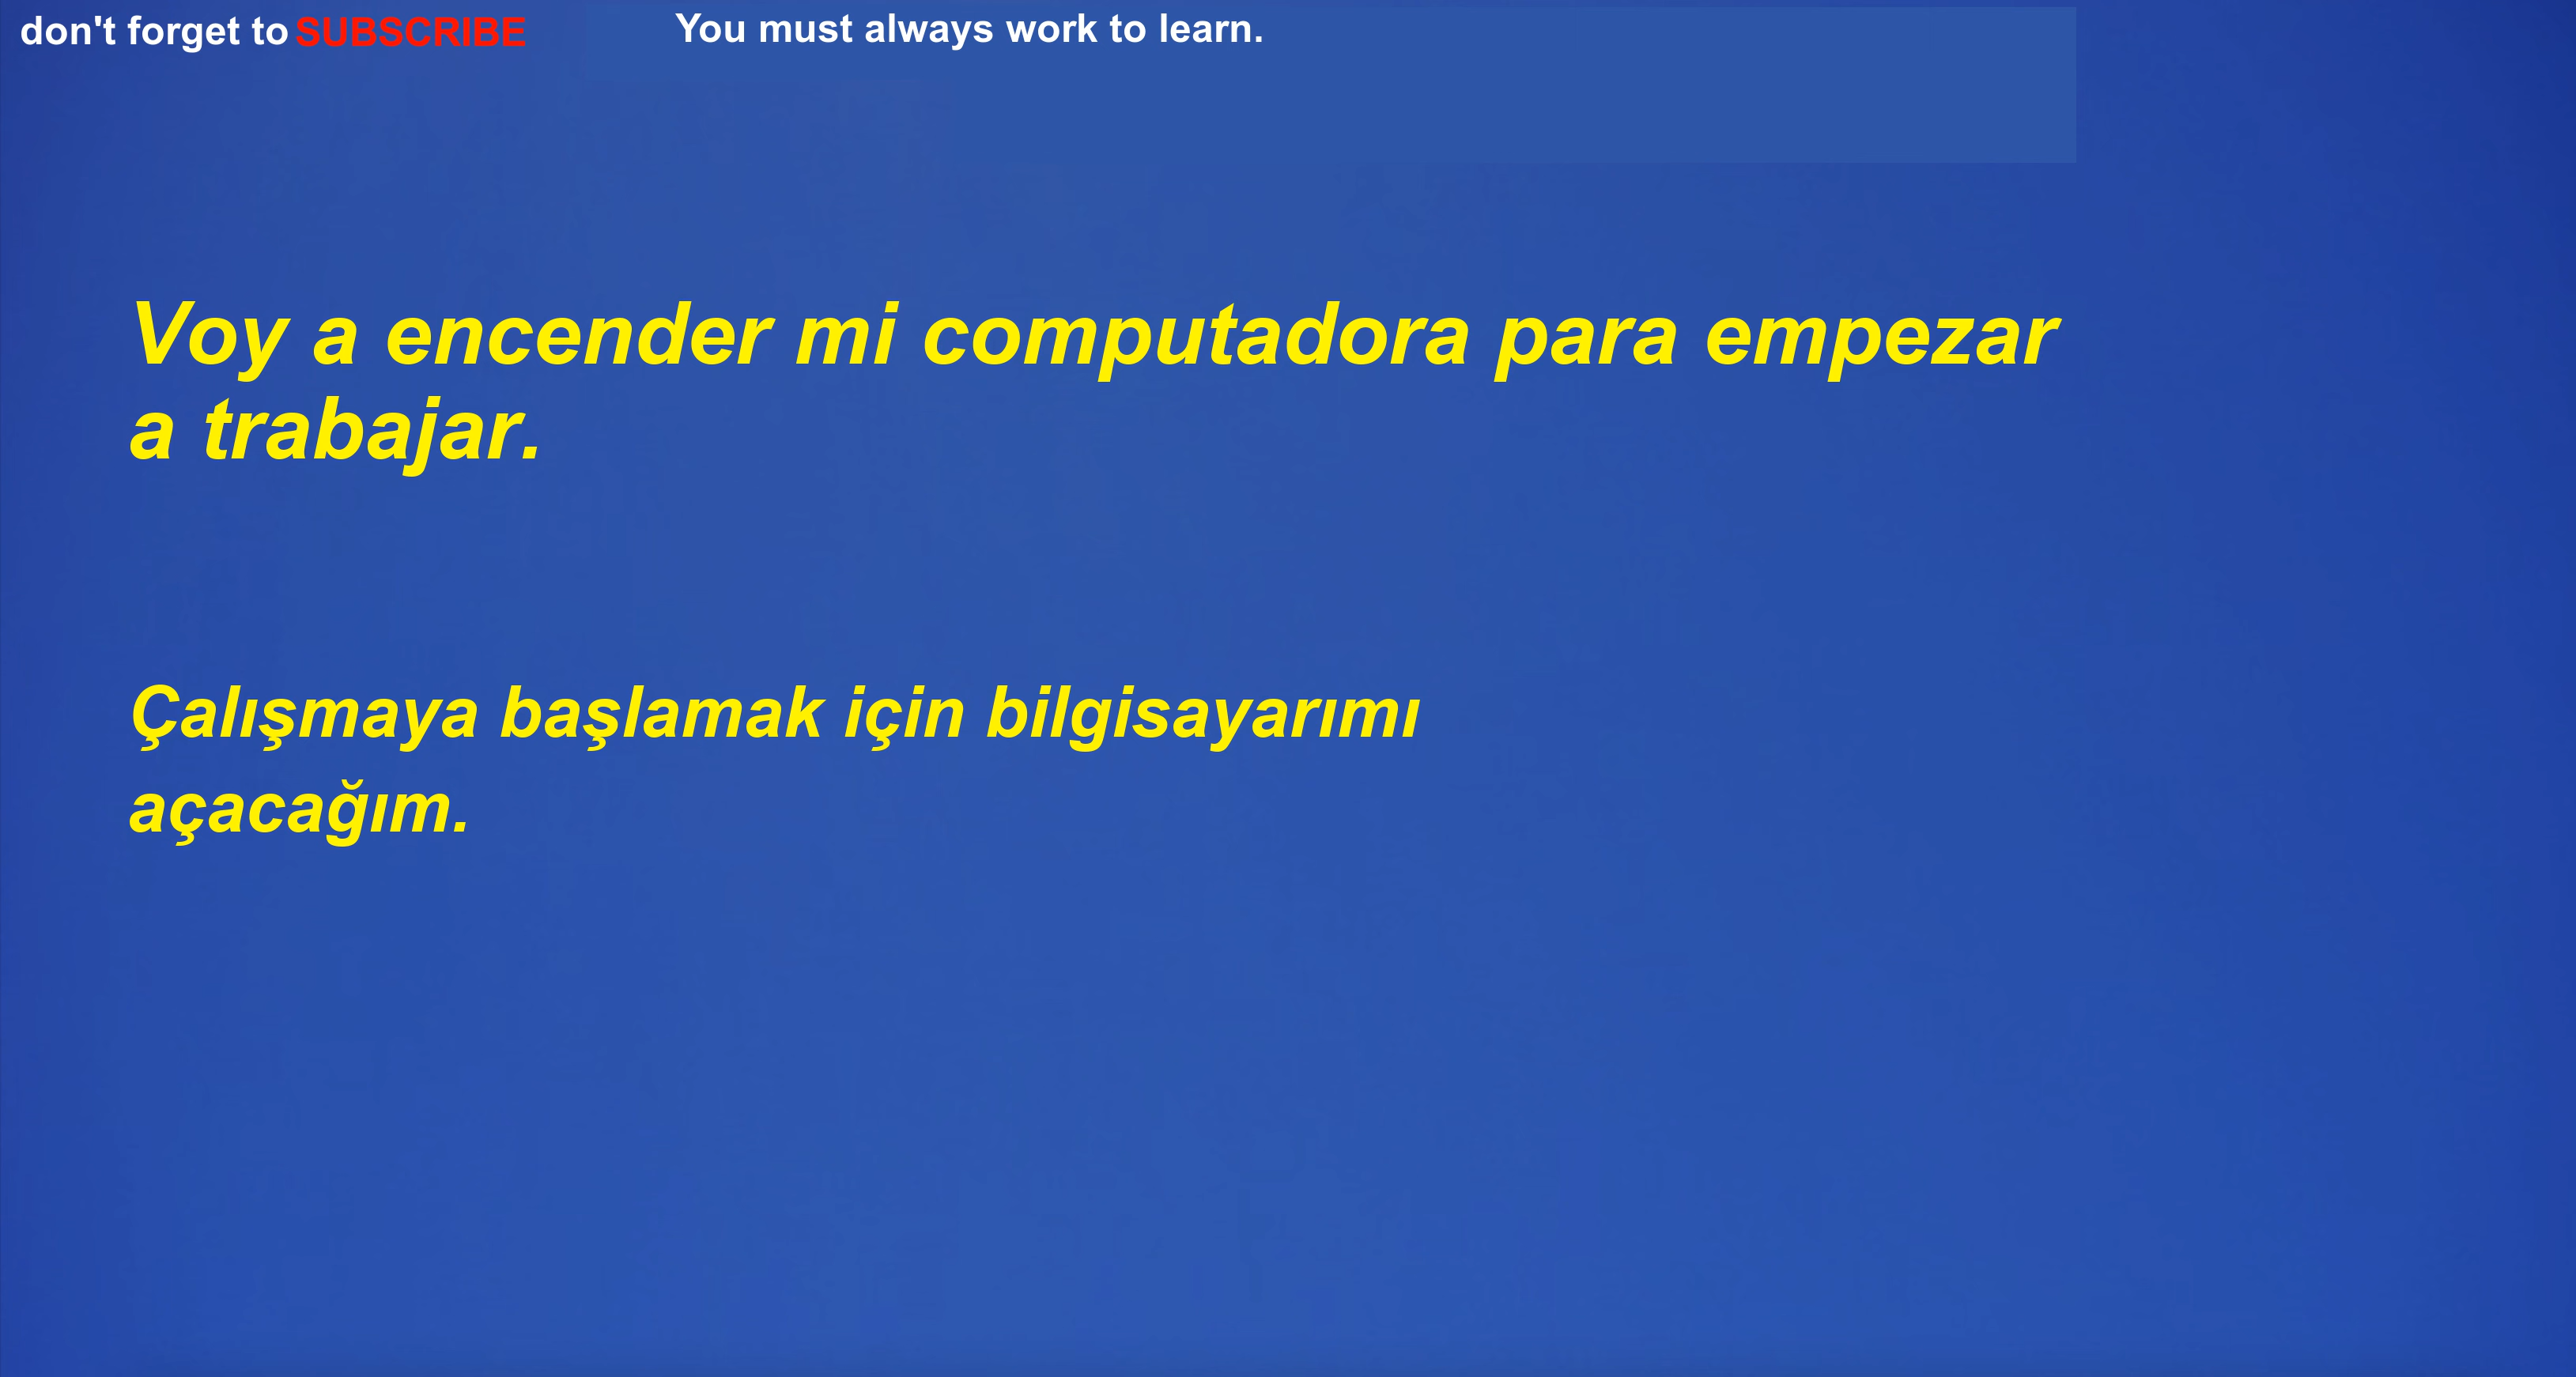 don't forget to SUBSCRIBE You must always work to learn.
Voy a encender mi computadora para empezar
a trabajar.
Çalışmaya başlamak için bilgisayarımı
açacağım.